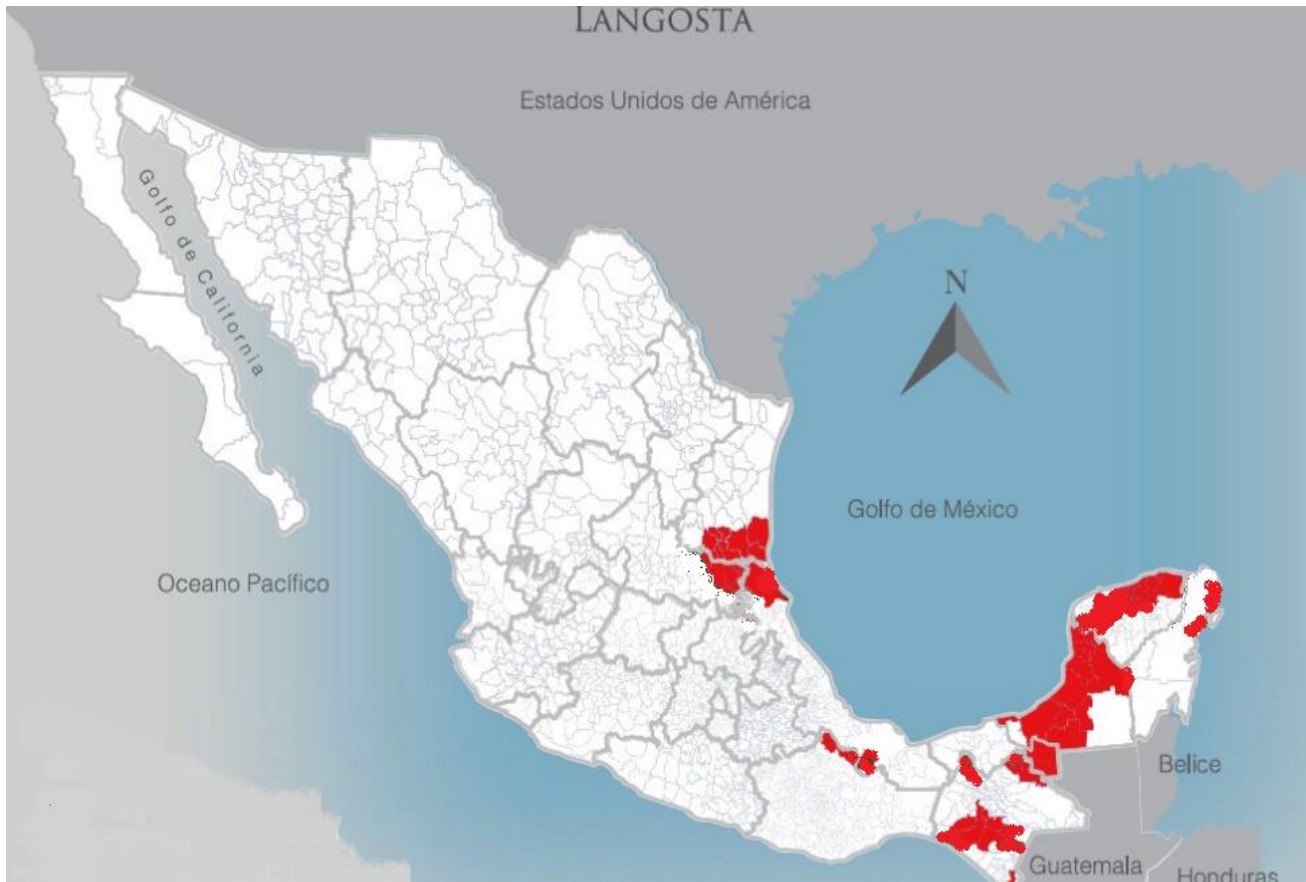 LANGOSTA
Estados Unidos de América
Golfo de California
N
Golfo de México
Oceano Pacífico
Belice
Guatemala
Honduras